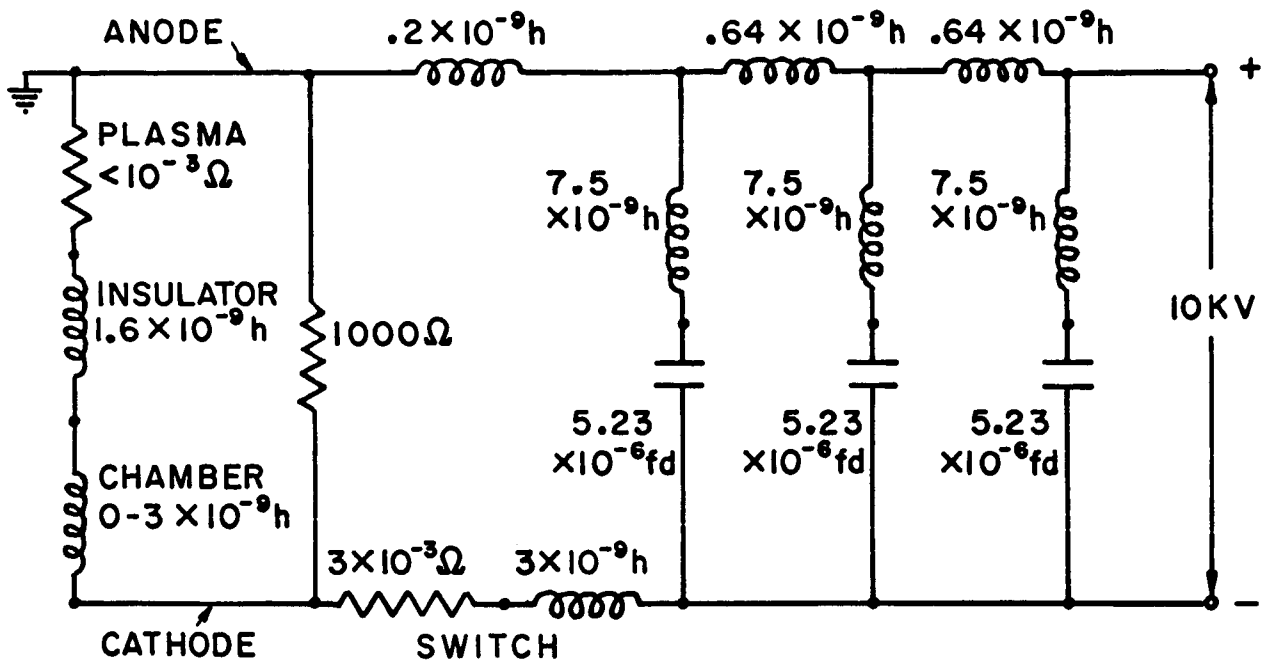 ANODE
.2×10⁻⁹h
.64 × 10⁻⁹h
.64 × 10⁻⁹h
+
PLASMA
<10⁻³Ω
7.5
×10⁻⁹h
7.5
×10⁻⁹h
7.5
×10⁻⁹h
INSULATOR
1.6×10⁻⁹h
1000Ω
10KV
5.23
×10⁻⁶fd
5.23
×10⁻⁶fd
5.23
×10⁻⁶fd
CHAMBER
0-3×10⁻⁹h
3×10⁻³Ω
3×10⁻⁹h
−
CATHODE
SWITCH